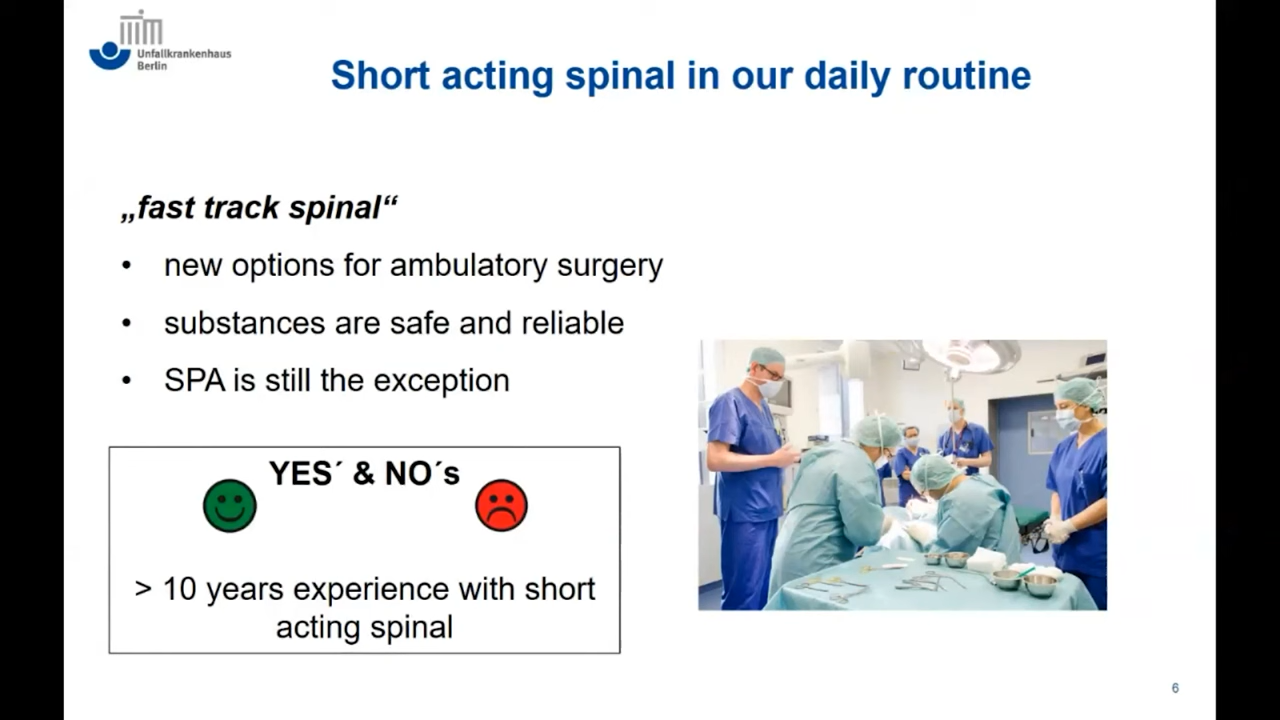 Unfallkrankenhaus
Berlin
Short acting spinal in our daily routine
„fast track spinal“
• new options for ambulatory surgery
• substances are safe and reliable
• SPA is still the exception
YES´ & NO´s
> 10 years experience with short
acting spinal
6